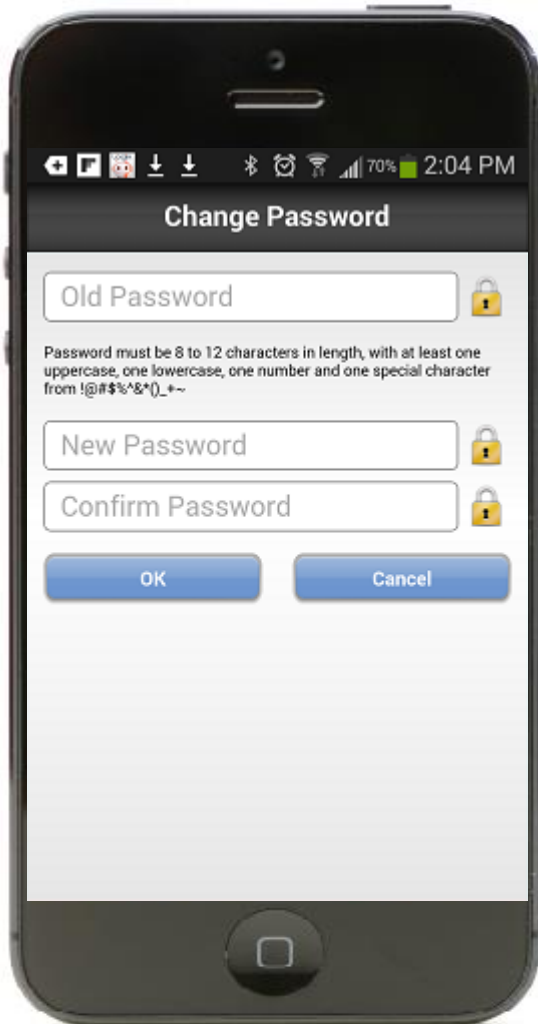 70% 2:04 PM
Change Password
Old Password
Password must be 8 to 12 characters in length, with at least one
uppercase, one lowercase, one number and one special character
from !@#$%^&*()_+~
New Password
Confirm Password
OK Cancel